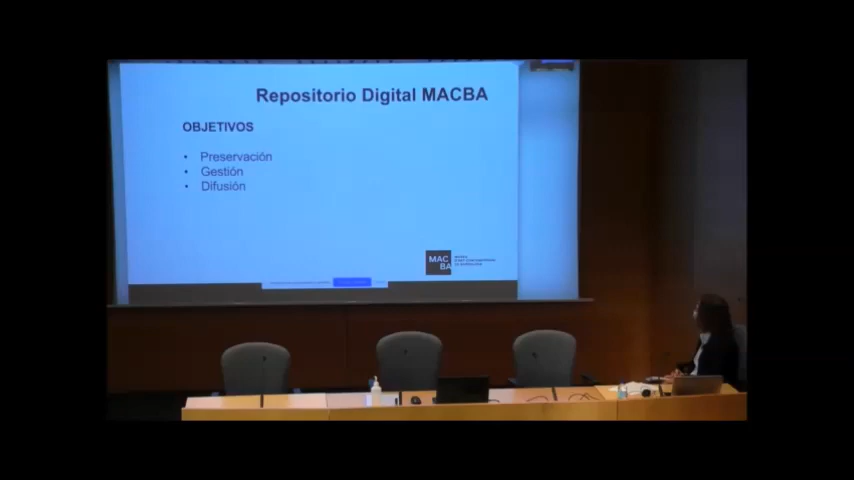 Repositorio Digital MACBA
OBJETIVOS
• Preservación
• Gestión
• Difusión
MAC
BA